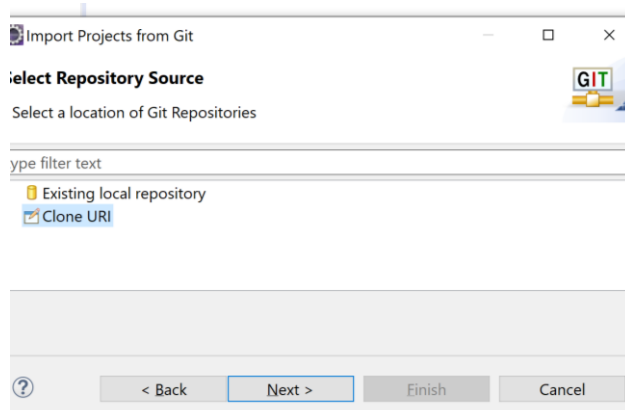 Import Projects from Git
Select Repository Source
GIT
Select a location of Git Repositories
ype filter text
Existing local repository
Clone URI
?
< Back
Next >
Finish
Cancel